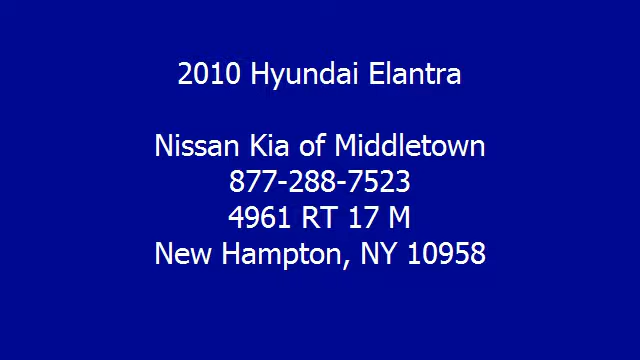 2010 Hyundai Elantra
Nissan Kia of Middletown
877-288-7523
4961 RT 17 M
New Hampton, NY 10958